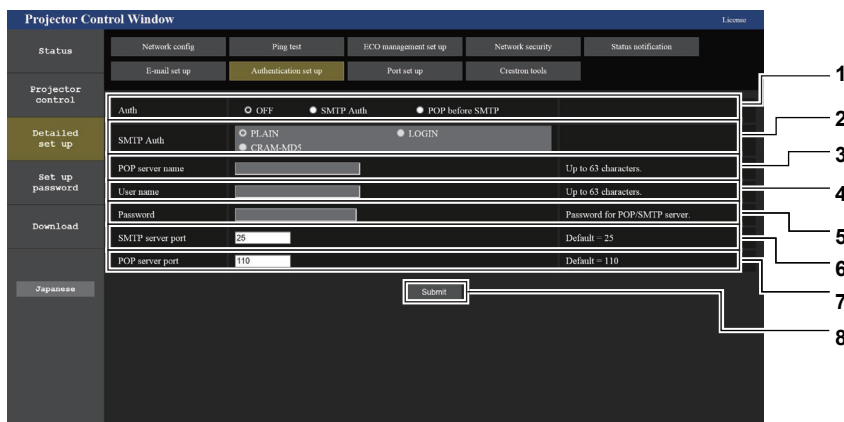 Projector Control Window License
Status
Network config Ping test ECO management set up Network security Status notification
E-mail set up Authentication set up Port set up Crestron tools
Projector
control
Detailed
set up
Set up
password
Download
Japanese
Auth OFF SMTP Auth POP before SMTP
SMTP Auth PLAIN LOGIN
CRAM-MD5
POP server name Up to 63 characters.
User name Up to 63 characters.
Password Password for POP/SMTP server.
SMTP server port 25 Default = 25
POP server port 110 Default = 110
Submit
1
2
3
4
5
6
7
8